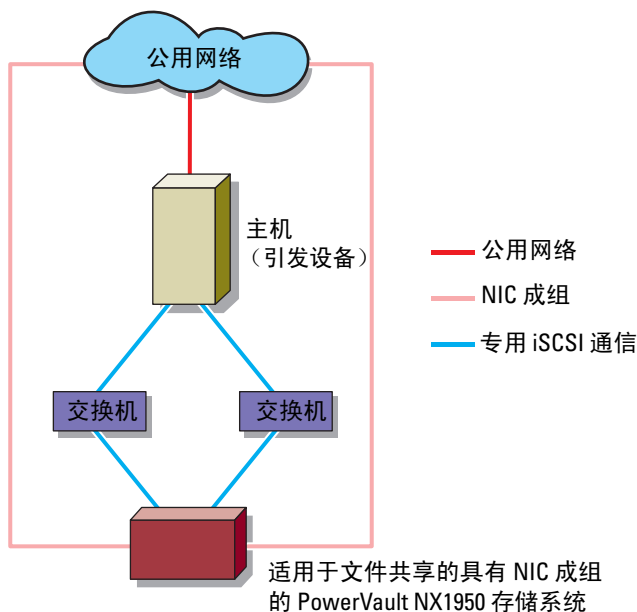 公用网络
主机
（引发设备）
公用网络
NIC 成组
专用 iSCSI 通信
交换机
交换机
适用于文件共享的具有 NIC 成组
的 PowerVault NX1950 存储系统